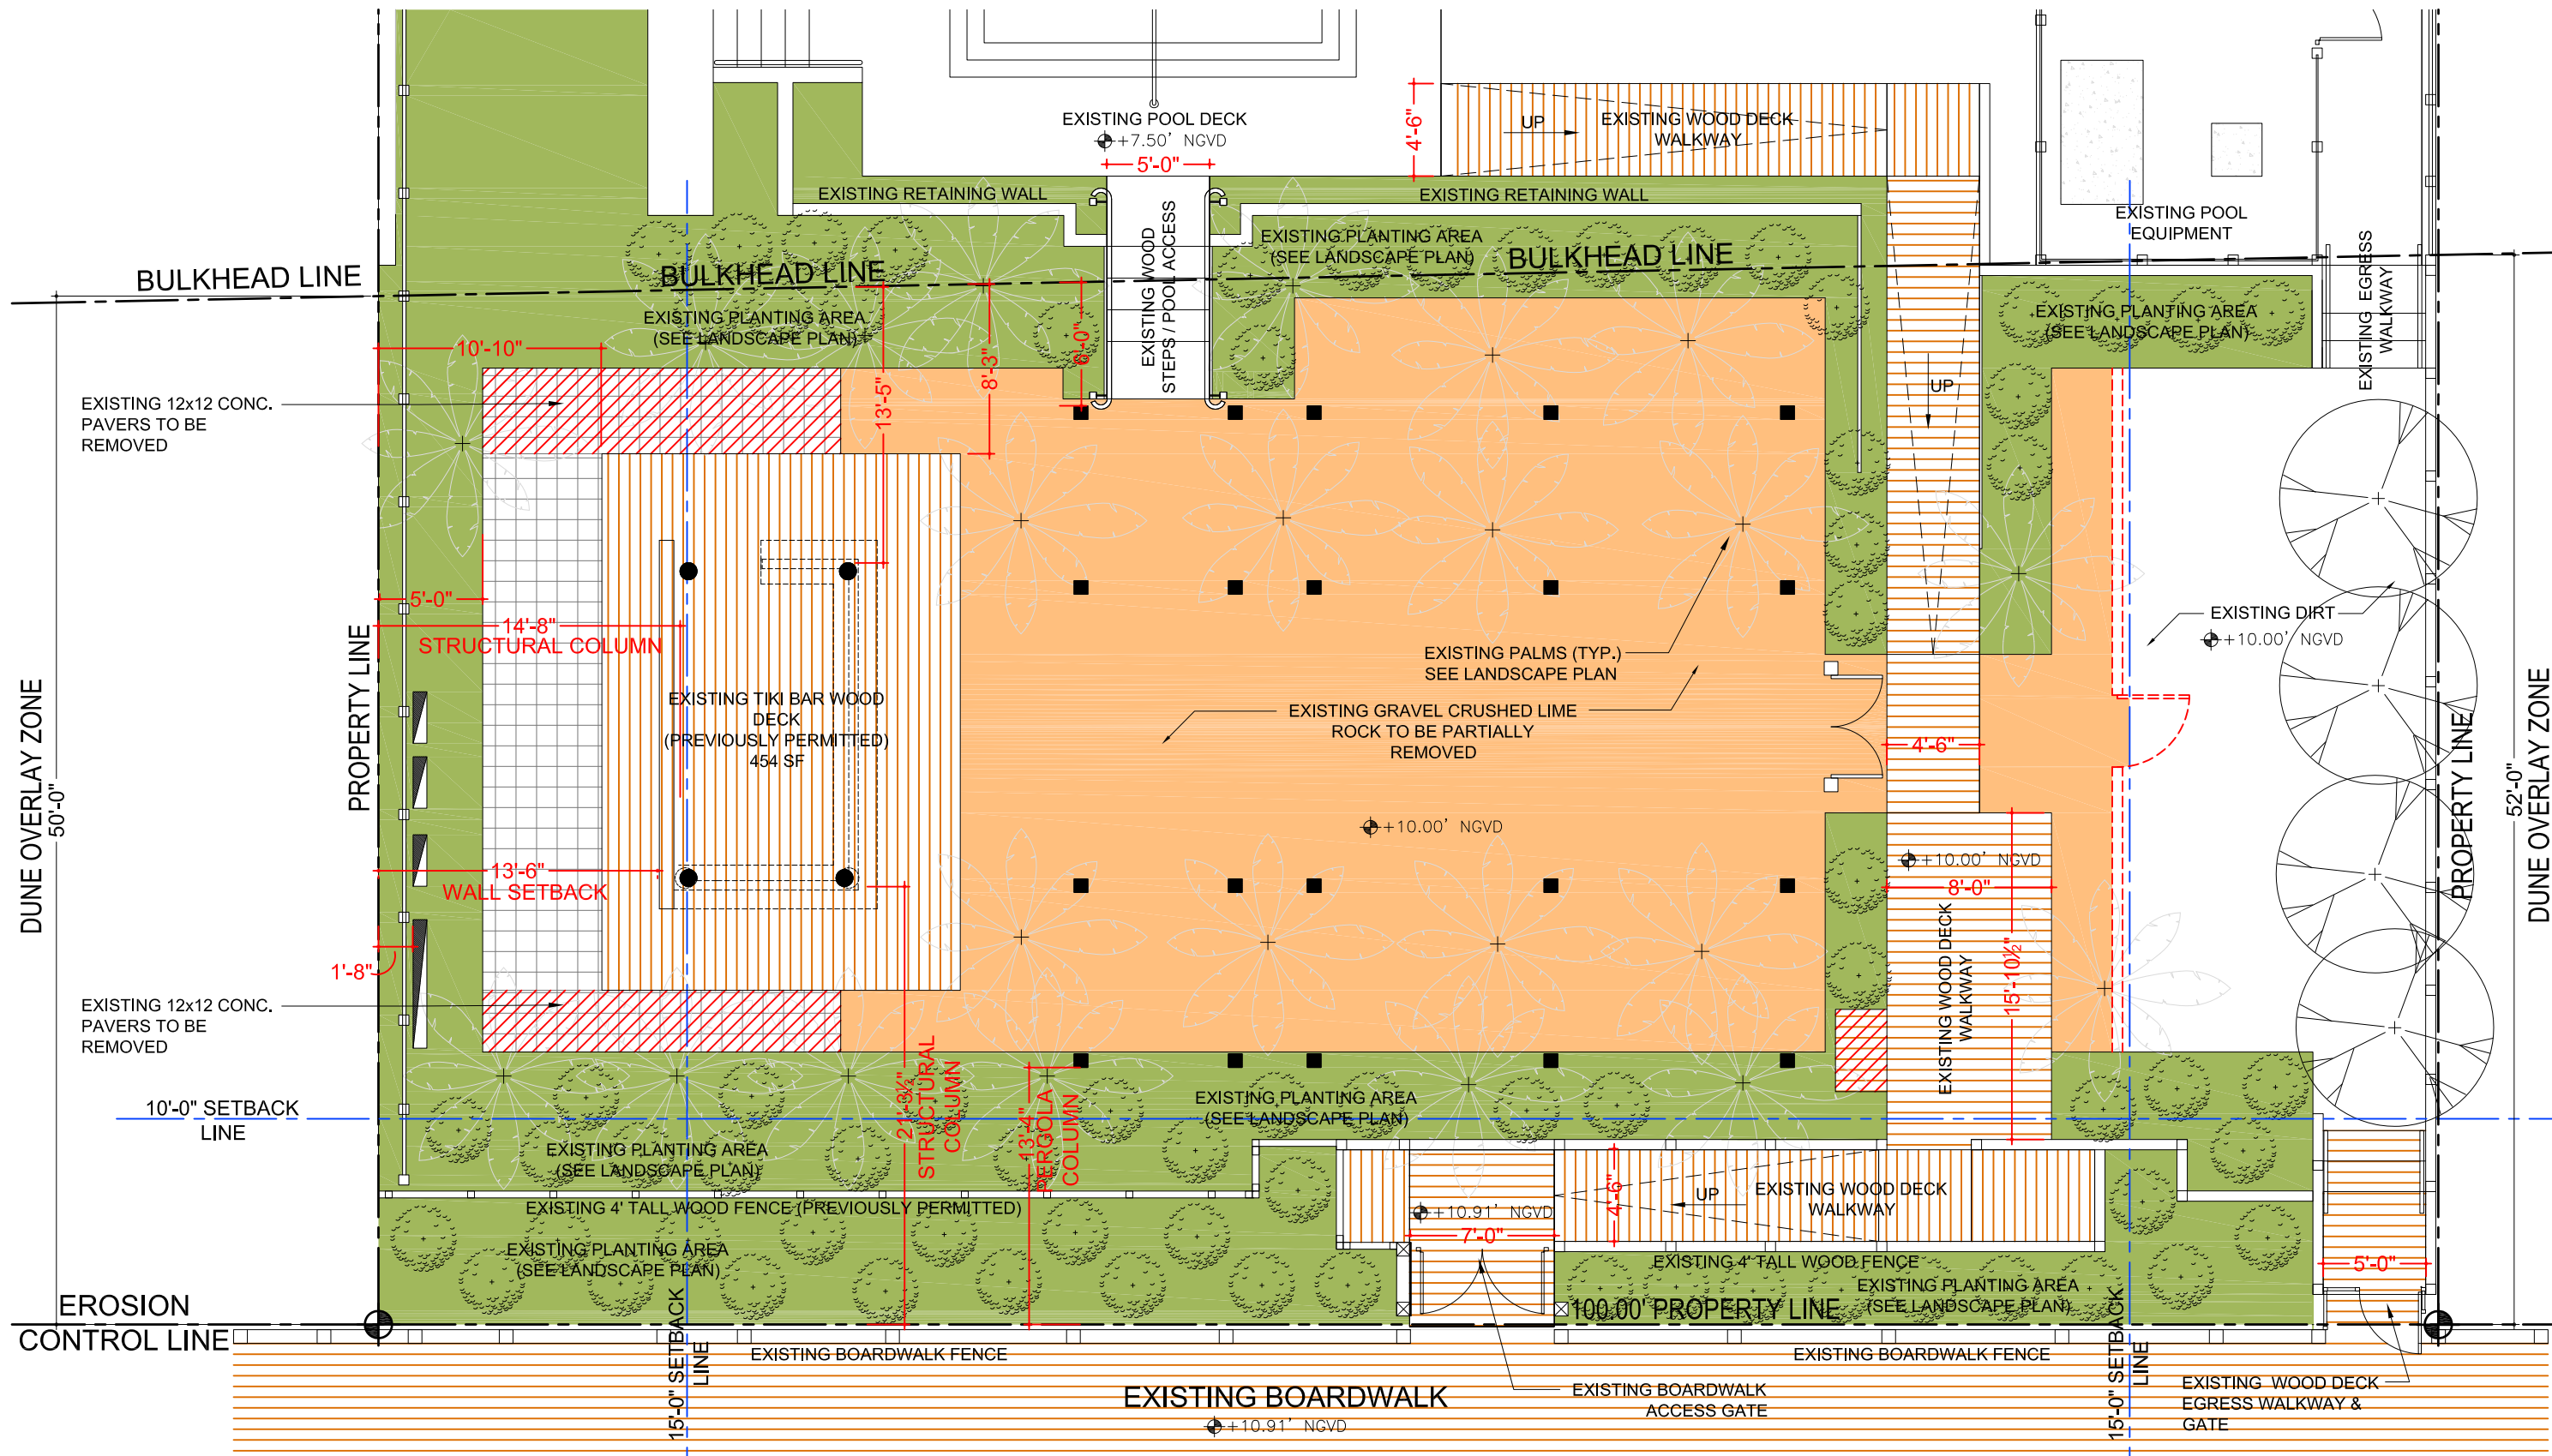 EXISTING POOL DECK
+7.50' NGVD
5'-0"
4'-6"
UP
EXISTING WOOD DECK
WALKWAY
EXISTING RETAINING WALL
EXISTING RETAINING WALL
EXISTING WOOD
STEPS / POOL ACCESS
EXISTING PLANTING AREA
(SEE LANDSCAPE PLAN)
EXISTING POOL
EQUIPMENT
EXISTING EGRESS
WALKWAY
BULKHEAD LINE
BULKHEAD LINE
BULKHEAD LINE
EXISTING PLANTING AREA
(SEE LANDSCAPE PLAN)
EXISTING PLANTING AREA
(SEE LANDSCAPE PLAN)
10'-10"
13'-5"
8'-3"
6'-0"
UP
EXISTING 12x12 CONC.
PAVERS TO BE
REMOVED
5'-0"
14'-8"
STRUCTURAL COLUMN
EXISTING DIRT
+10.00' NGVD
EXISTING PALMS (TYP.)
SEE LANDSCAPE PLAN
EXISTING TIKI BAR WOOD
DECK
(PREVIOUSLY PERMITTED)
454 SF
EXISTING GRAVEL CRUSHED LIME
ROCK TO BE PARTIALLY
REMOVED
4'-6"
DUNE OVERLAY ZONE
50'-0"
PROPERTY LINE
PROPERTY LINE
52'-0"
DUNE OVERLAY ZONE
+10.00' NGVD
+10.00' NGVD
8'-0"
13'-6"
WALL SETBACK
1'-8"
EXISTING WOOD DECK
WALKWAY
15'-10½"
EXISTING 12x12 CONC.
PAVERS TO BE
REMOVED
21'-3½"
STRUCTURAL
COLUMN
13'-4"
PERGOLA
COLUMN
EXISTING PLANTING AREA
(SEE LANDSCAPE PLAN)
10'-0" SETBACK
LINE
EXISTING PLANTING AREA
(SEE LANDSCAPE PLAN)
EXISTING 4' TALL WOOD FENCE (PREVIOUSLY PERMITTED)
4'-6"
UP
EXISTING WOOD DECK
WALKWAY
+10.91' NGVD
7'-0"
EXISTING PLANTING AREA
(SEE LANDSCAPE PLAN)
EXISTING 4' TALL WOOD FENCE
5'-0"
EXISTING PLANTING AREA
(SEE LANDSCAPE PLAN)
100.00' PROPERTY LINE
EROSION
CONTROL LINE
15'-0" SETBACK
LINE
15'-0" SETBACK
LINE
EXISTING BOARDWALK FENCE
EXISTING BOARDWALK FENCE
EXISTING BOARDWALK
+10.91' NGVD
EXISTING BOARDWALK
ACCESS GATE
EXISTING WOOD DECK
EGRESS WALKWAY &
GATE